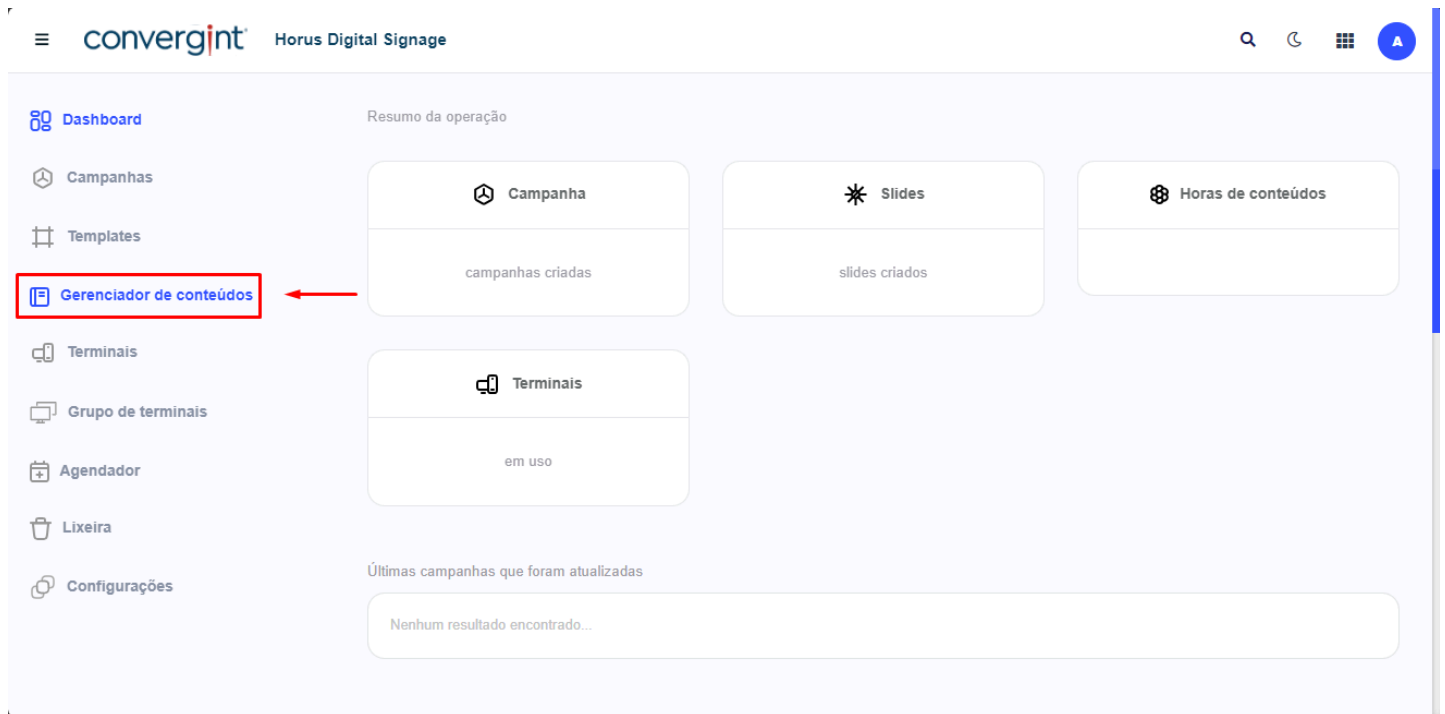 convergint Horus Digital Signage A
Dashboard
Campanhas
Templates
Gerenciador de conteúdos
Terminais
Grupo de terminais
Agendador
Lixeira
Configurações
Resumo da operação
Campanha
campanhas criadas
Slides
slides criados
Horas de conteúdos
Terminais
em uso
Últimas campanhas que foram atualizadas
Nenhum resultado encontrado...